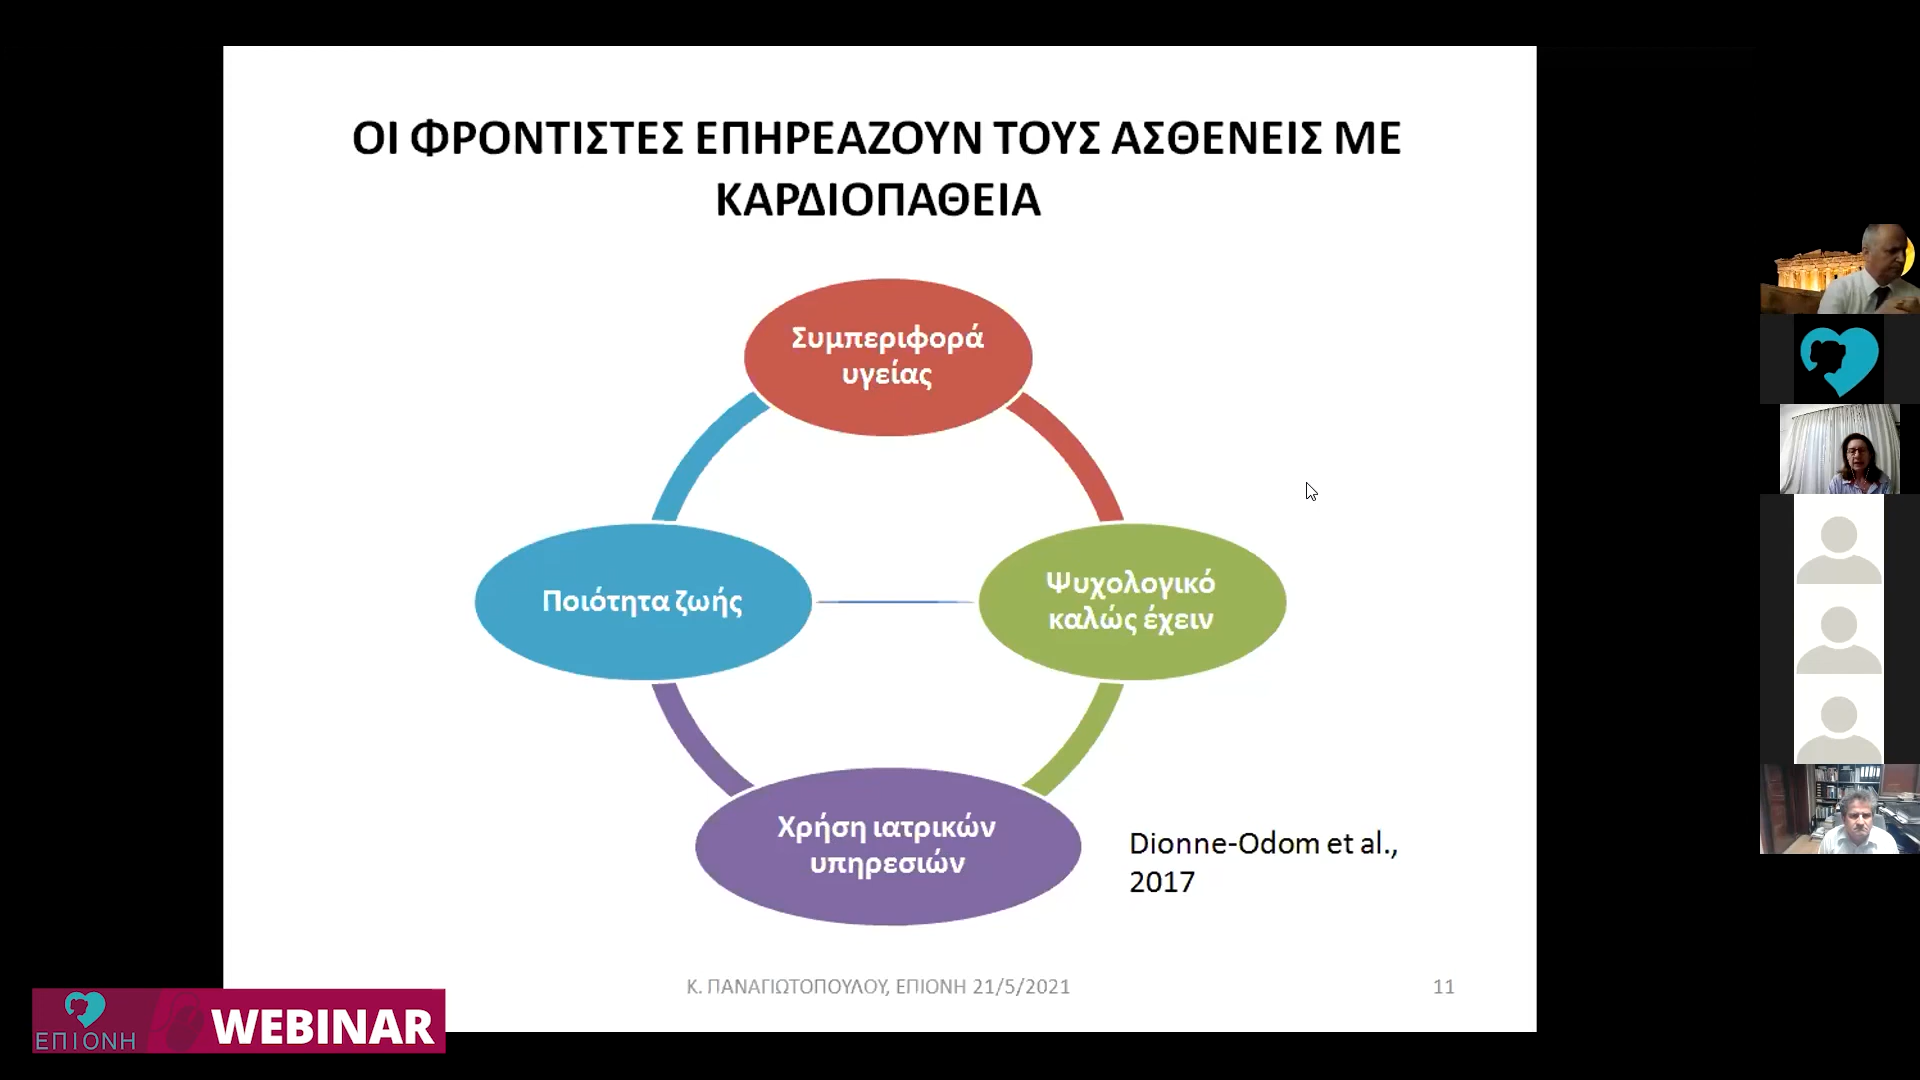 ΟΙ ΦΡΟΝΤΙΣΤΕΣ ΕΠΗΡΕΑΖΟΥΝ ΤΟΥΣ ΑΣΘΕΝΕΙΣ ΜΕ
ΚΑΡΔΙΟΠΑΘΕΙΑ
Συμπεριφορά
υγείας
Ποιότητα ζωής
Ψυχολογικό
καλώς έχειν
Χρήση ιατρικών
υπηρεσιών
Dionne-Odom et al.,
2017
Κ. ΠΑΝΑΓΙΩΤΟΠΟΥΛΟΥ, ΕΠΙΟΝΗ 21/5/2021
11
ΕΠΙΟΝΗ
WEBINAR